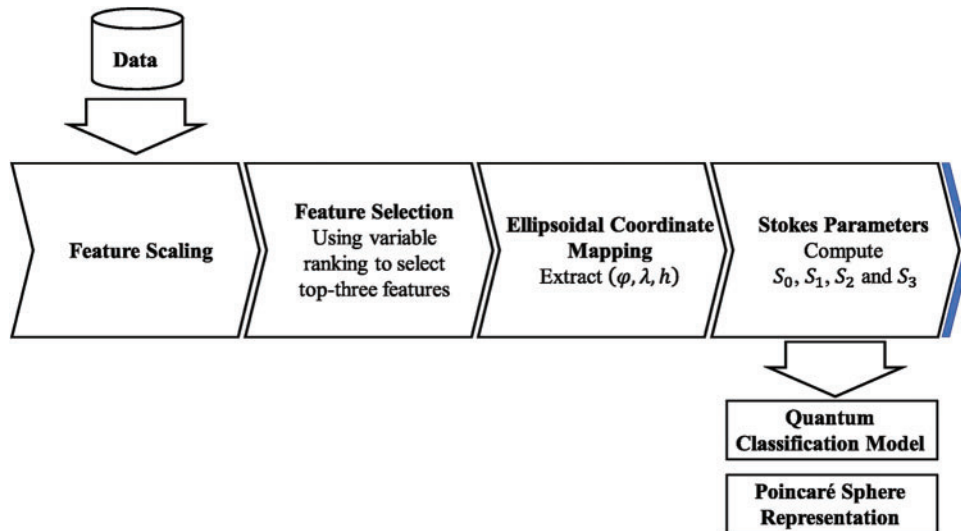 Data
Feature Scaling
Feature Selection
Using variable
ranking to select
top-three features
Ellipsoidal Coordinate
Mapping
Extract (φ, λ, h)
Stokes Parameters
Compute
S₀, S₁, S₂ and S₃
Quantum
Classification Model
Poincaré Sphere
Representation